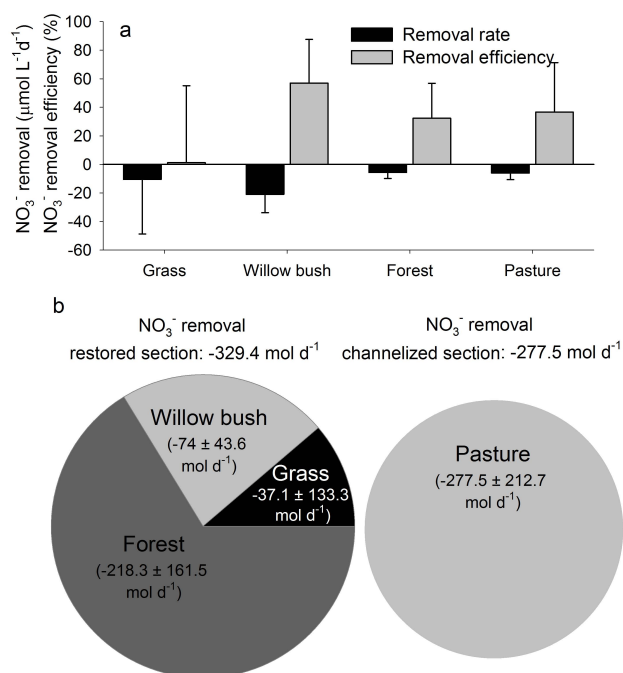 a
NO₃⁻ removal (μmol L⁻¹d⁻¹)
NO₃⁻ removal efficiency (%)
100
80
60
40
20
0
-20
-40
-60
Removal rate
Removal efficiency
Grass Willow bush Forest Pasture
b
NO₃⁻ removal
restored section: -329.4 mol d⁻¹
NO₃⁻ removal
channelized section: -277.5 mol d⁻¹
Willow bush
(-74 ± 43.6
mol d⁻¹)
Grass
-37.1 ± 133.3
mol d⁻¹)
Forest
(-218.3 ± 161.5
mol d⁻¹)
Pasture
(-277.5 ± 212.7
mol d⁻¹)